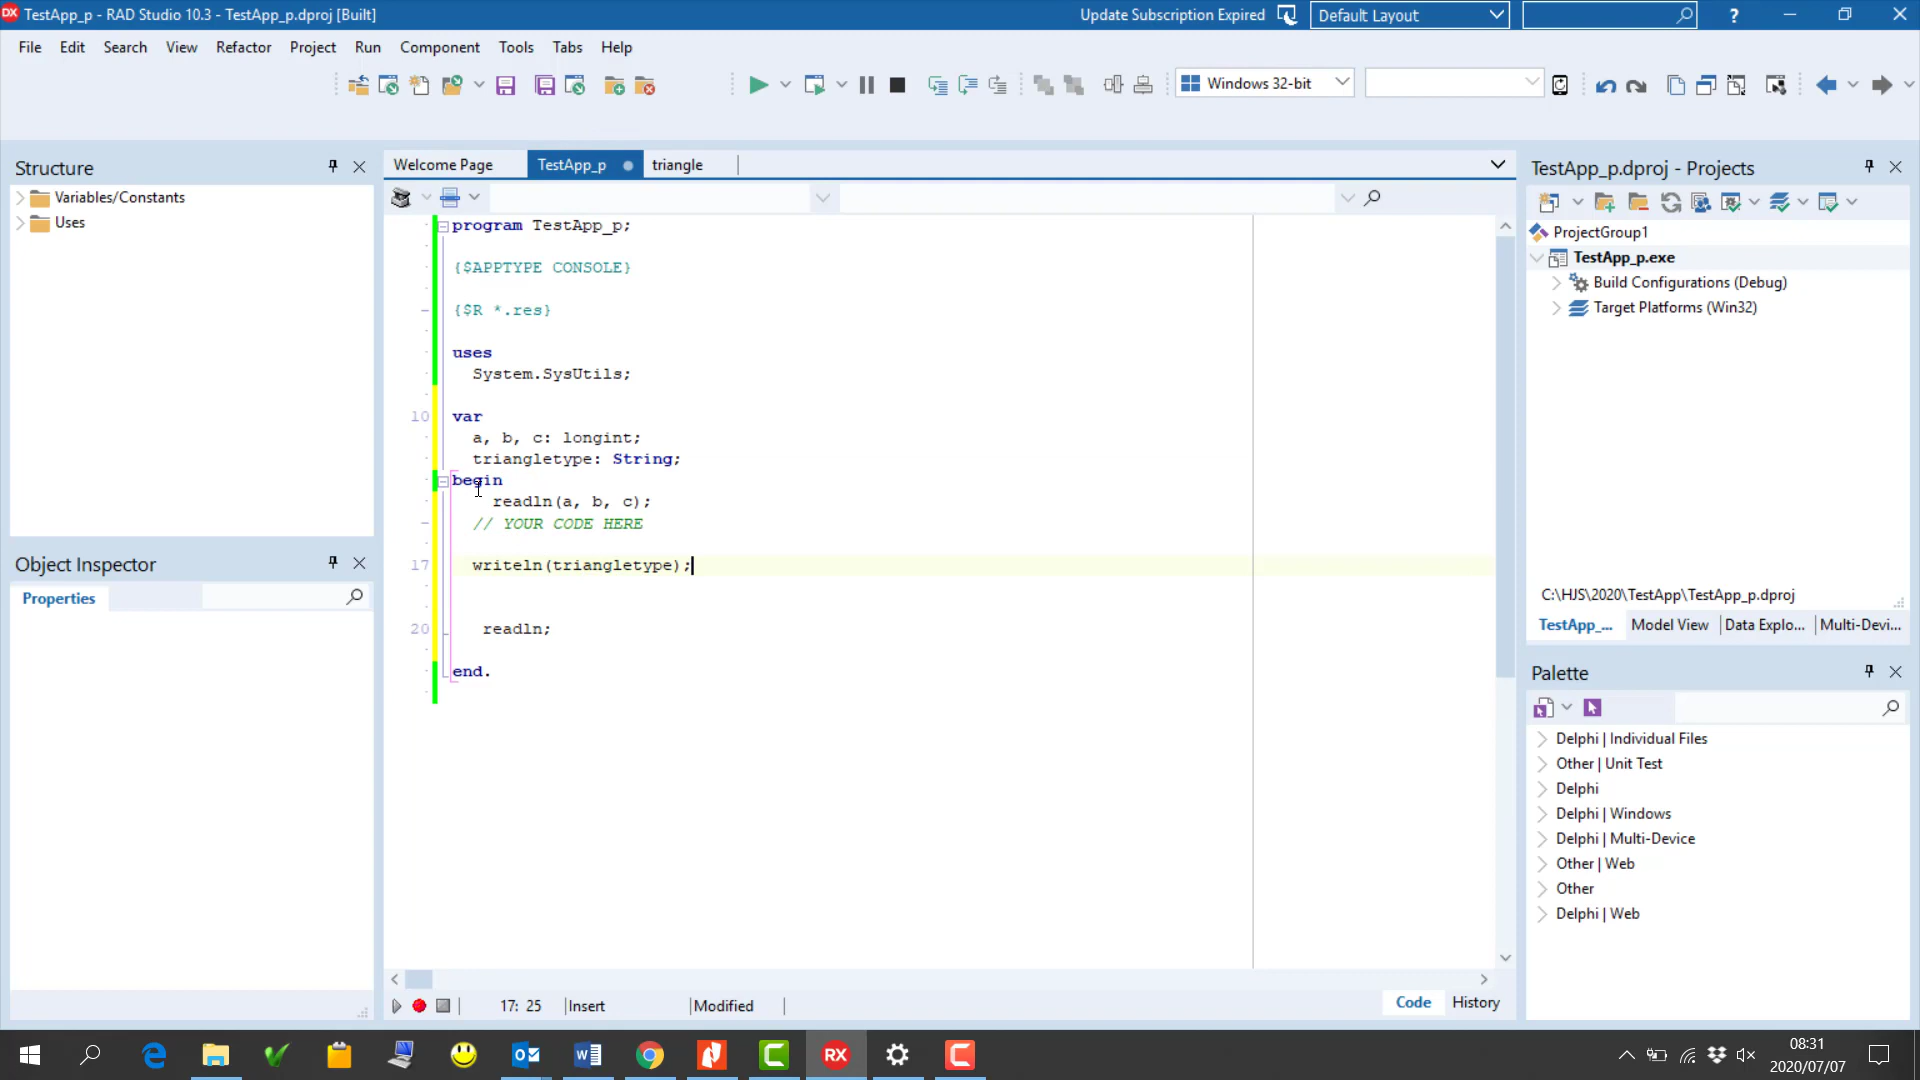 TestApp_p - RAD Studio 10.3 - TestApp_p.dproj [Built]
Update Subscription Expired
Default Layout
?
File Edit Search View Refactor Project Run Component Tools Tabs Help
Windows 32-bit
Structure
Variables/Constants
Uses
Object Inspector
Properties
Welcome Page TestApp_p triangle
program TestApp_p;
{$APPTYPE CONSOLE}
{$R *.res}
uses
System.SysUtils;
10 var
a, b, c: longint;
triangletype: String;
begin
readln(a, b, c);
// YOUR CODE HERE
17 writeln(triangletype);
20 readln;
end.
17: 25 Insert Modified
Code History
TestApp_p.dproj - Projects
ProjectGroup1
TestApp_p.exe
Build Configurations (Debug)
Target Platforms (Win32)
C:\HJS\2020\TestApp\TestApp_p.dproj
TestApp_... Model View Data Explo... Multi-Devi...
Palette
Delphi | Individual Files
Other | Unit Test
Delphi
Delphi | Windows
Delphi | Multi-Device
Other | Web
Other
Delphi | Web
08:31
2020/07/07